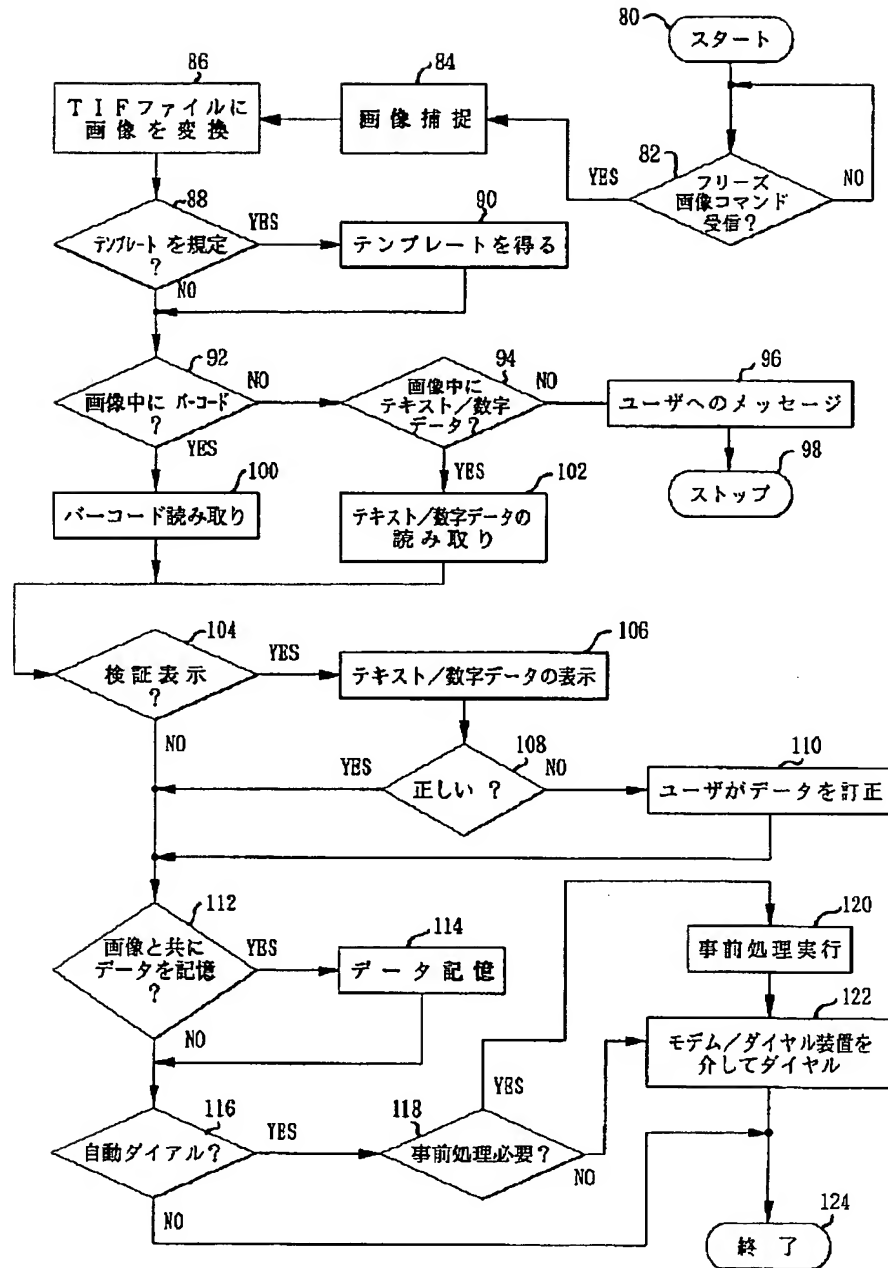 80
スタート
82
フリーズ
画像コマンド
受信?
YES
NO
84
画像捕捉
86
TIFファイルに
画像を変換
88
テンプレートを規定
?
YES
NO
90
テンプレートを得る
92
画像中にバーコード
?
NO
YES
94
画像中に
テキスト/数字
データ?
NO
YES
96
ユーザへのメッセージ
98
ストップ
100
バーコード読み取り
102
テキスト/数字データの
読み取り
104
検証表示
?
YES
NO
106
テキスト/数字データの表示
108
正しい?
YES
NO
110
ユーザがデータを訂正
112
画像と共に
データを記憶
?
YES
NO
114
データ記憶
116
自動ダイアル?
YES
NO
118
事前処理必要?
YES
NO
120
事前処理実行
122
モデム/ダイヤル装置を
介してダイヤル
124
終了